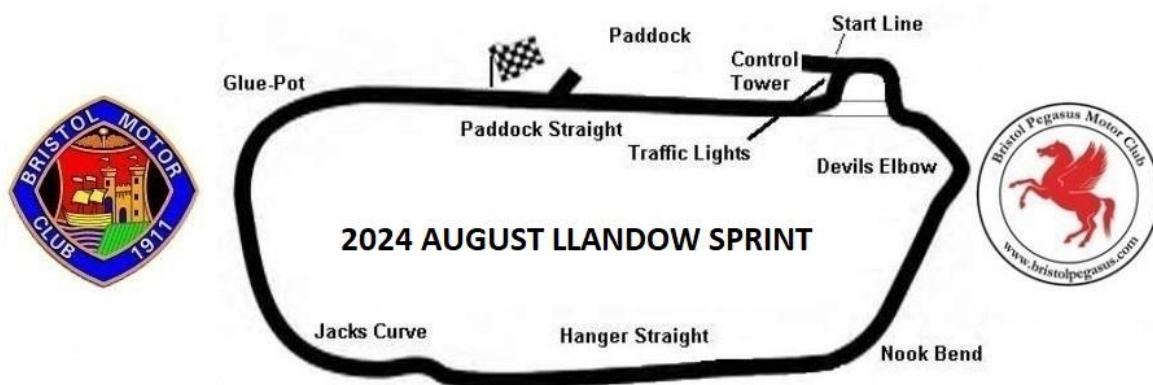 Start Line
Paddock
Control
Tower
Glue-Pot
Paddock Straight
Traffic Lights
Devils Elbow
BRISTOL MOTOR
CLUB 1911
Bristol Pegasus Motor Club
www.bristolpegasus.com
2024 AUGUST LLANDOW SPRINT
Jacks Curve
Hanger Straight
Nook Bend